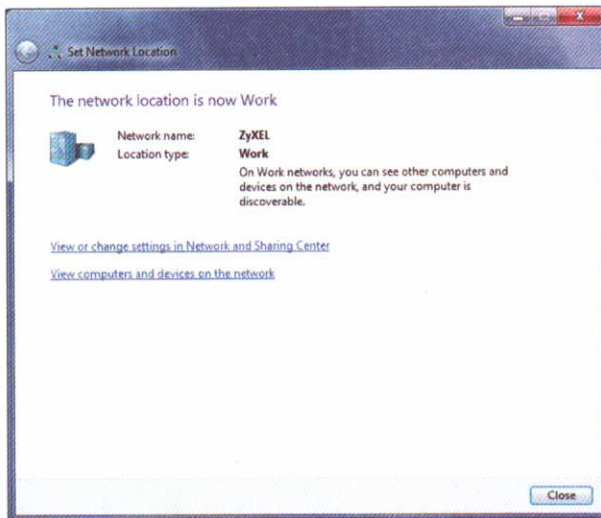 Set Network Location
The network location is now Work
Network name: ZyXEL
Location type: Work
On Work networks, you can see other computers and
devices on the network, and your computer is
discoverable.
View or change settings in Network and Sharing Center
View computers and devices on the network
Close